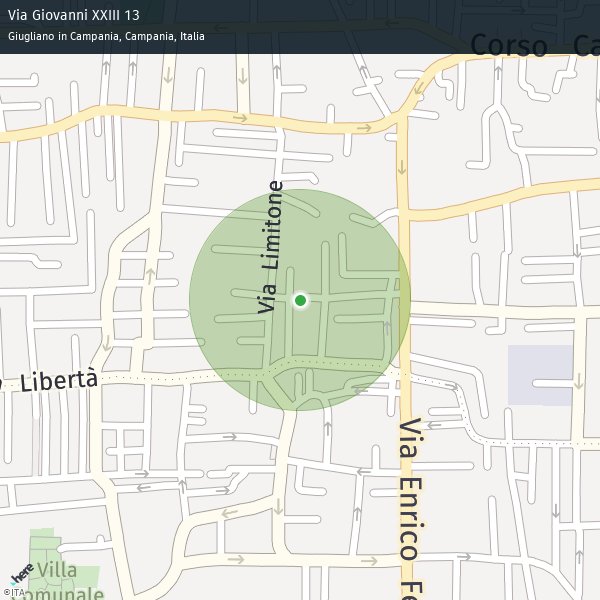 Via Giovanni XXIII 13
Giugliano in Campania, Campania, Italia
Corso Ca
Via Limitone
Libertà
Via Enrico Fe
Villa
Comunale
here
©ITA